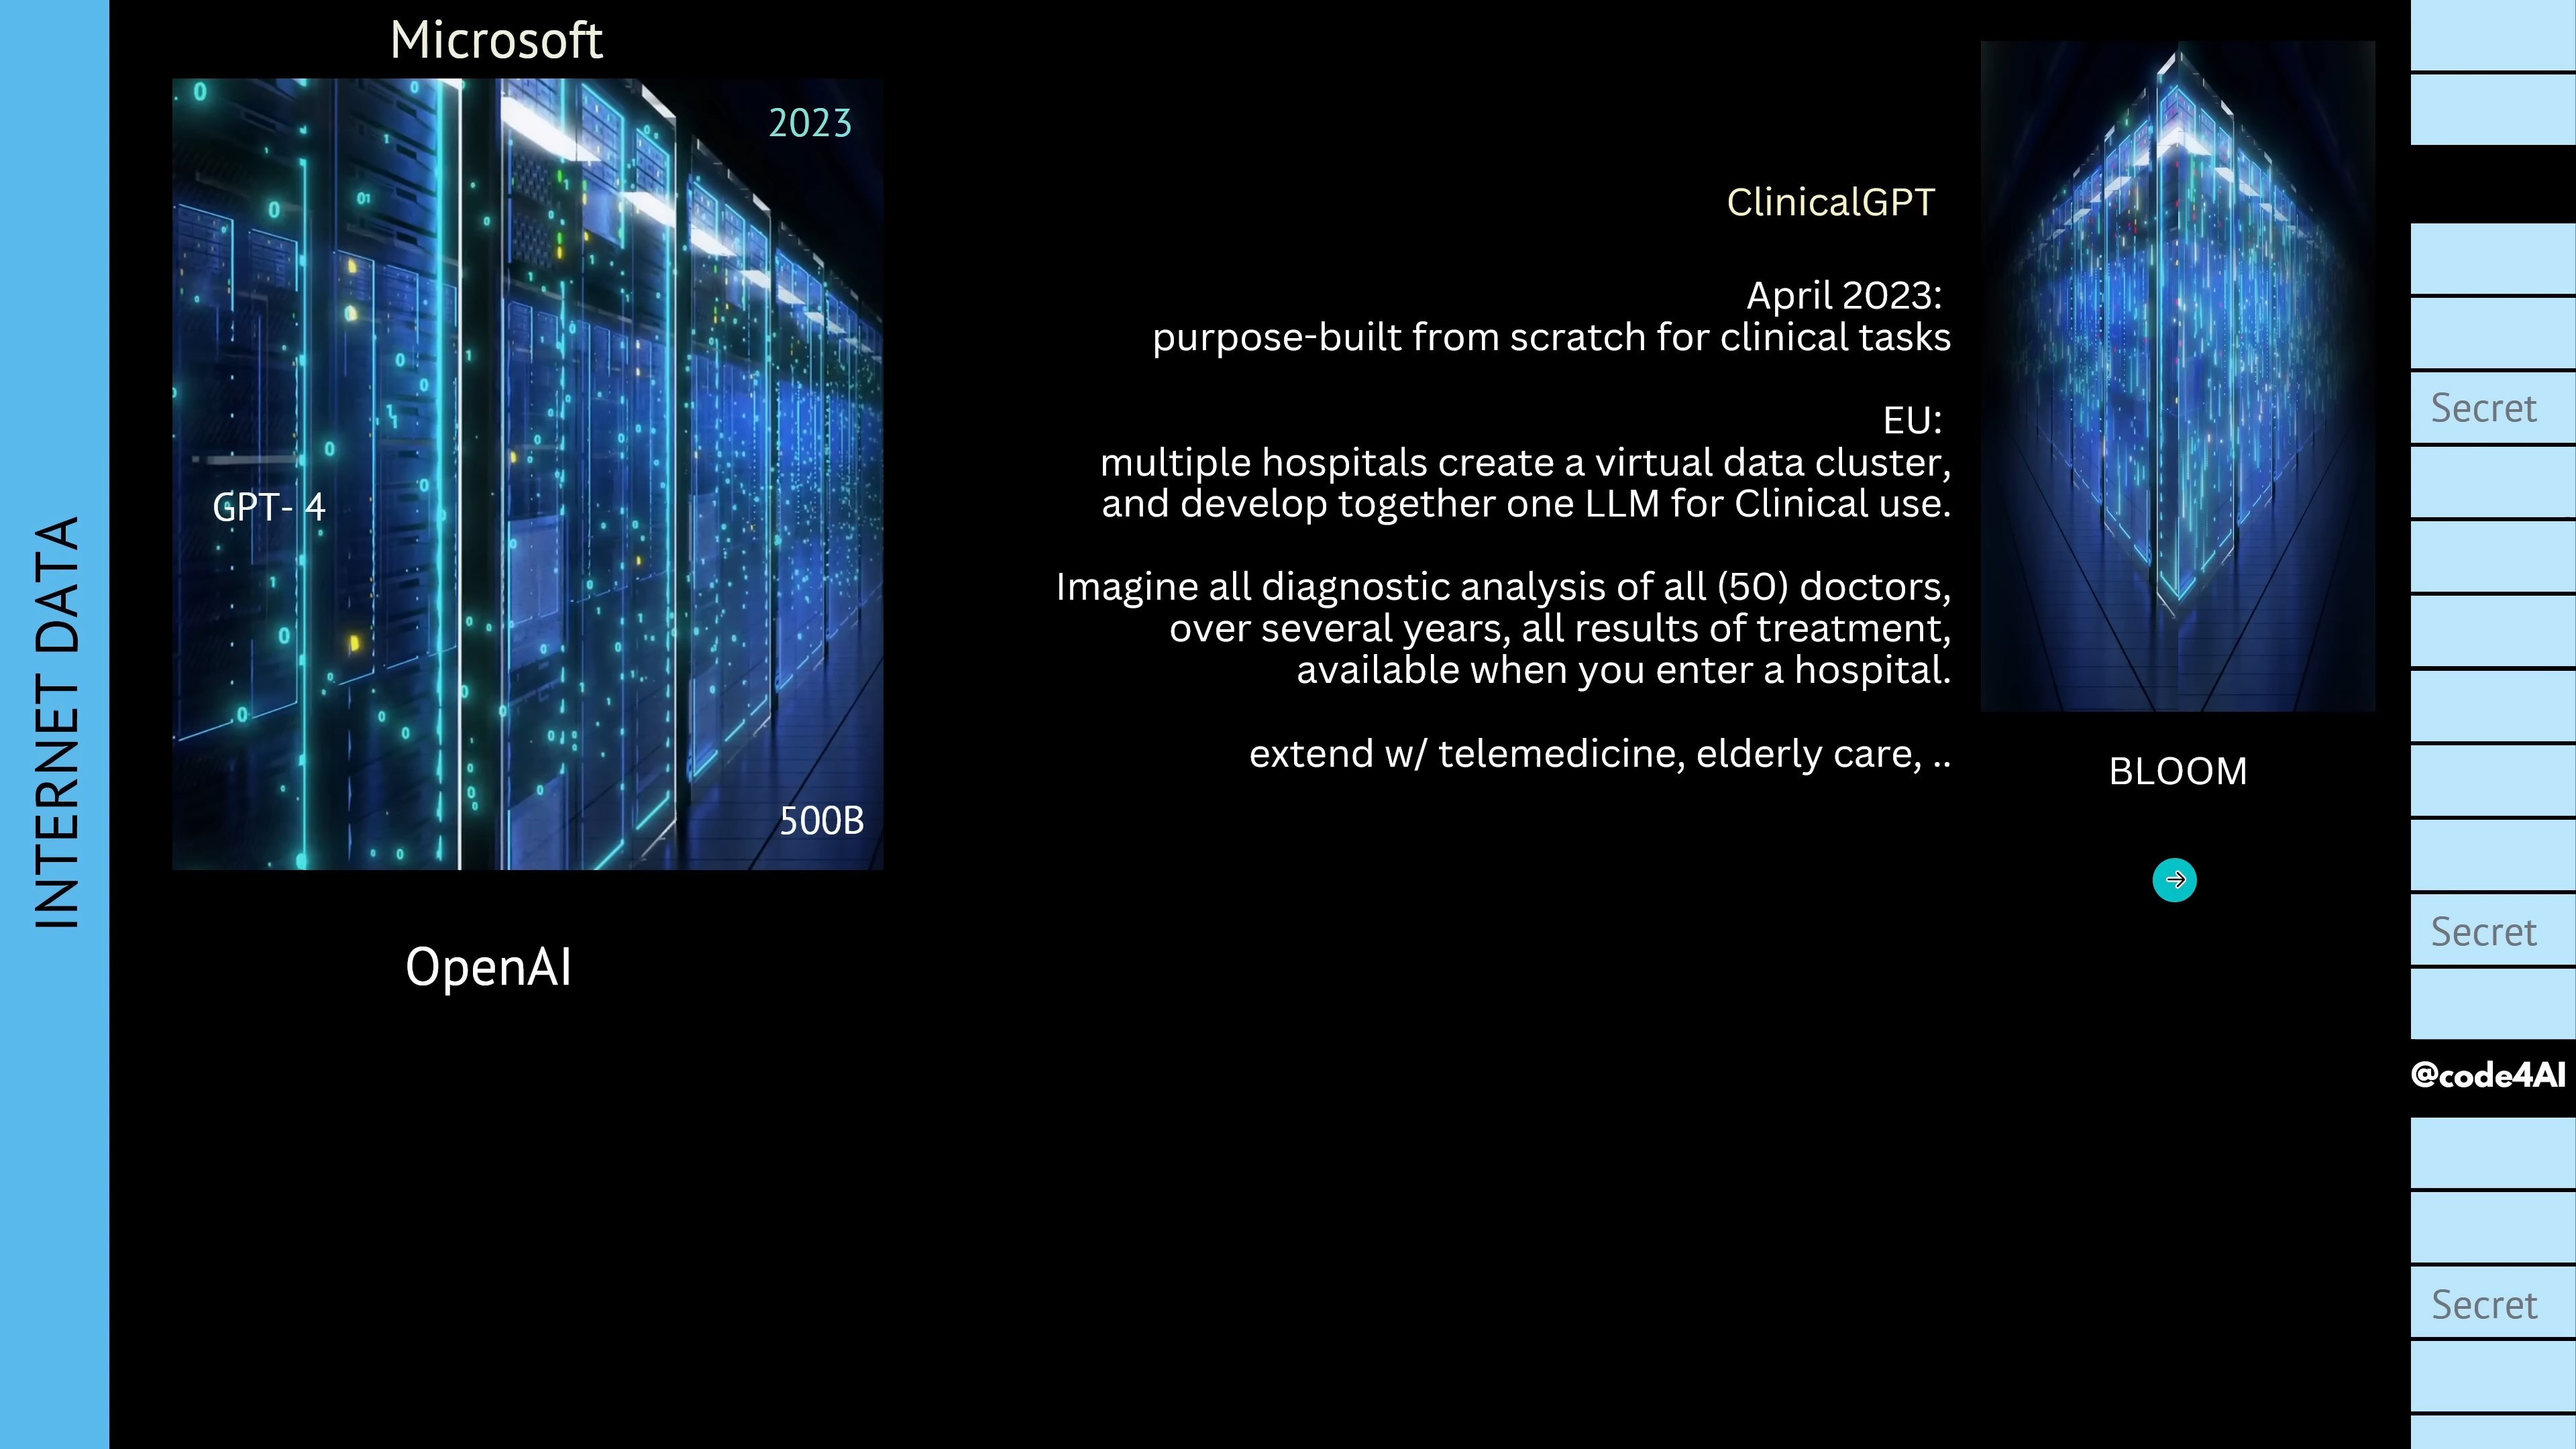 INTERNET DATA
Microsoft
2023
GPT- 4
500B
OpenAI
ClinicalGPT
April 2023:
purpose-built from scratch for clinical tasks
EU:
multiple hospitals create a virtual data cluster,
and develop together one LLM for Clinical use.
Imagine all diagnostic analysis of all (50) doctors,
over several years, all results of treatment,
available when you enter a hospital.
extend w/ telemedicine, elderly care, ..
BLOOM
Secret
Secret
@code4AI
Secret